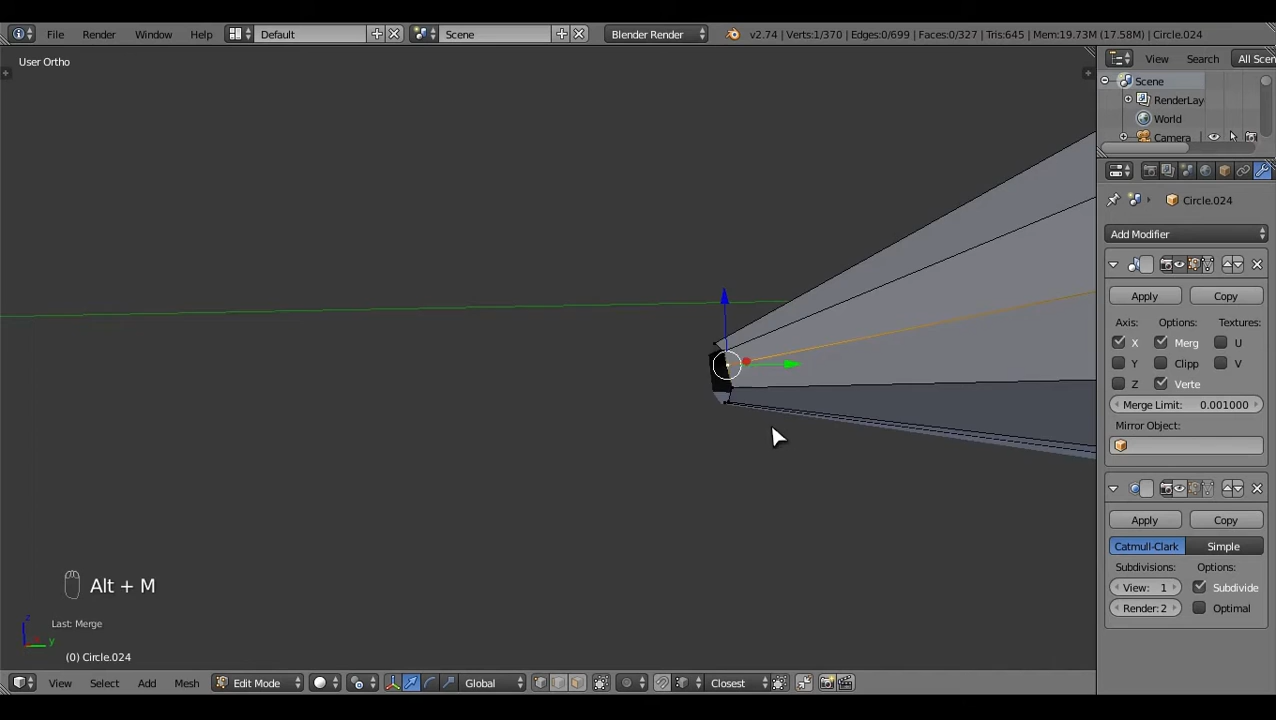 File Render Window Help Default Scene Blender Render v2.74 | Verts:1/370 | Edges:0/699 | Faces:0/327 | Tris:645 | Mem:19.73M (17.58M) | Circle.024
User Ortho
View Search All Scen
Scene
RenderLay
World
Camera
Circle.024
Add Modifier
Apply Copy
Axis: Options: Textures:
X Merg U
Y Clipp V
Z Verte
Merge Limit: 0.001000
Mirror Object:
Apply Copy
Catmull-Clark Simple
Subdivisions: Options:
View: 1 Subdivide
Render: 2 Optimal
Alt + M
Last: Merge
z
y
(0) Circle.024
View Select Add Mesh Edit Mode Global Closest